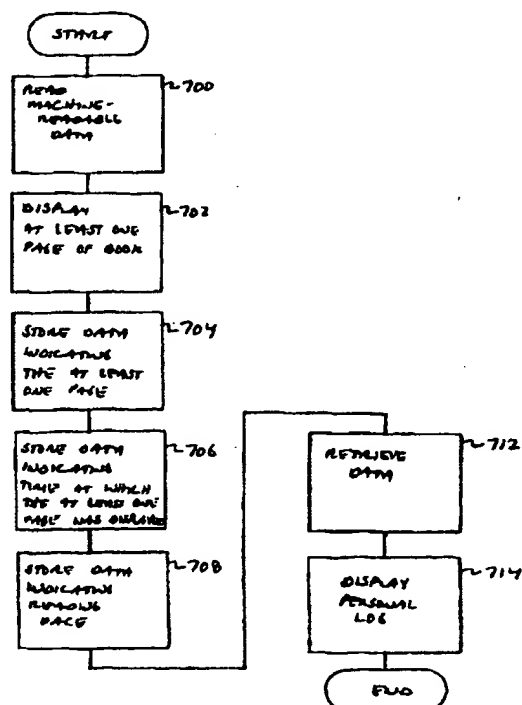 START
READ
MACHINE-
READABLE
DATA
700
DISPLAY
AT LEAST ONE
PAGE OF BOOK
702
STORE DATA
INDICATING
THE AT LEAST
ONE PAGE
704
STORE DATA
INDICATING
TIME AT WHICH
THE AT LEAST ONE
PAGE WAS DISPLAYED
706
STORE DATA
INDICATING
READING
PACE
708
RETRIEVE
DATA
712
DISPLAY
PERSONAL
LOG
714
END